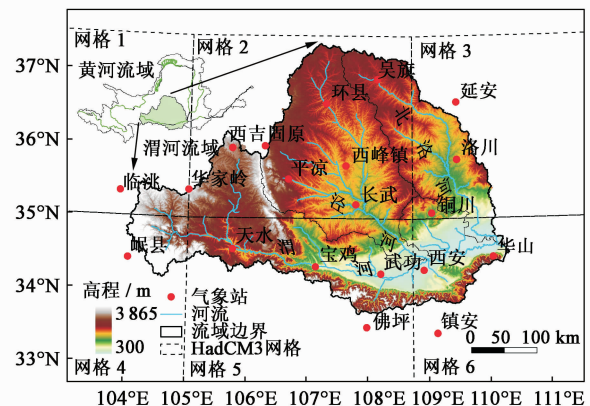 网格 1
网格 2
网格 3
37°N
黄河流域
吴旗
环县
延安
36°N
北
西吉
固原
洛川
渭河流域
洛
平凉
西峰镇
临洮
华家岭
河
长武
泾
铜川
35°N
岷县
天水
渭
宝鸡
河
华山
河
武功
西安
34°N
高程 / m
气象站
3 865
河流
佛坪
镇安
流域边界
300
HadCM3网格
0 50 100 km
33°N
网格 4
网格 5
网格 6
104°E 105°E 106°E 107°E 108°E 109°E 110°E 111°E